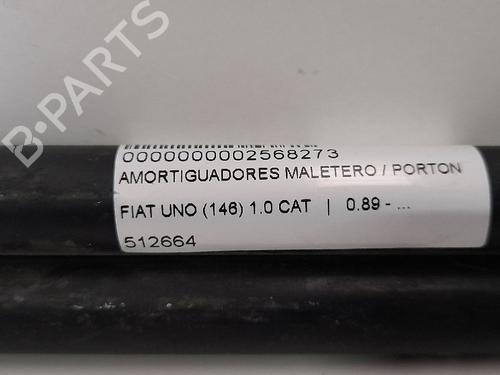 B-PARTS
0000000002568273
AMORTIGUADORES MALETERO / PORTON
FIAT UNO (146) 1.0 CAT | 0.89 - ...
512664